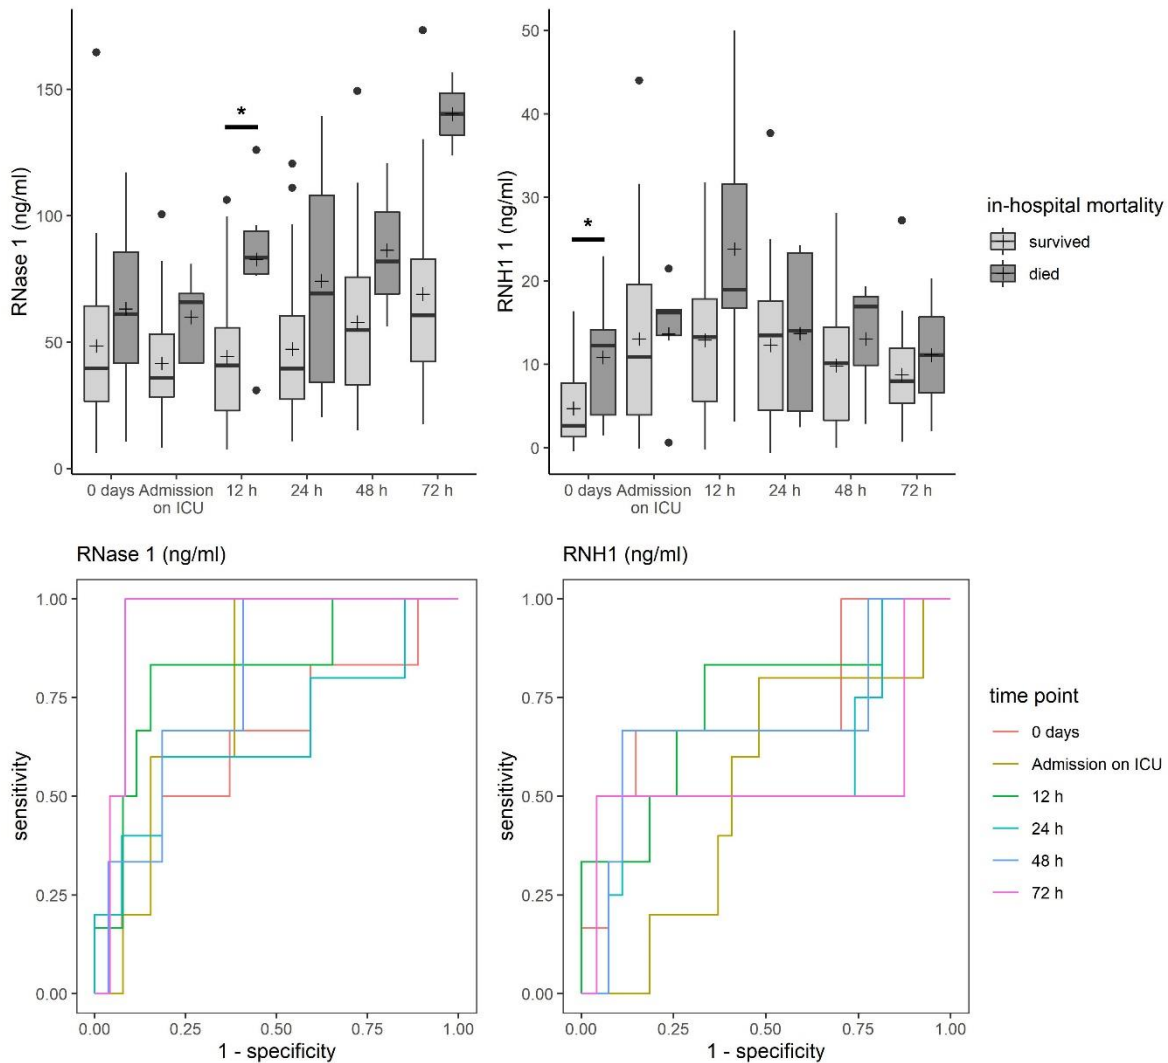 RNase 1 (ng/ml)
150
100
50
0
*
0 days
Admission
on ICU
12 h
24 h
48 h
72 h
RNH1 1 (ng/ml)
50
40
30
20
10
0
*
0 days
Admission
on ICU
12 h
24 h
48 h
72 h
in-hospital mortality
survived
died
RNase 1 (ng/ml)
sensitivity
1.00
0.75
0.50
0.25
0.00
0.00
0.25
0.50
0.75
1.00
1 - specificity
RNH1 (ng/ml)
sensitivity
1.00
0.75
0.50
0.25
0.00
0.00
0.25
0.50
0.75
1.00
1 - specificity
time point
0 days
Admission on ICU
12 h
24 h
48 h
72 h